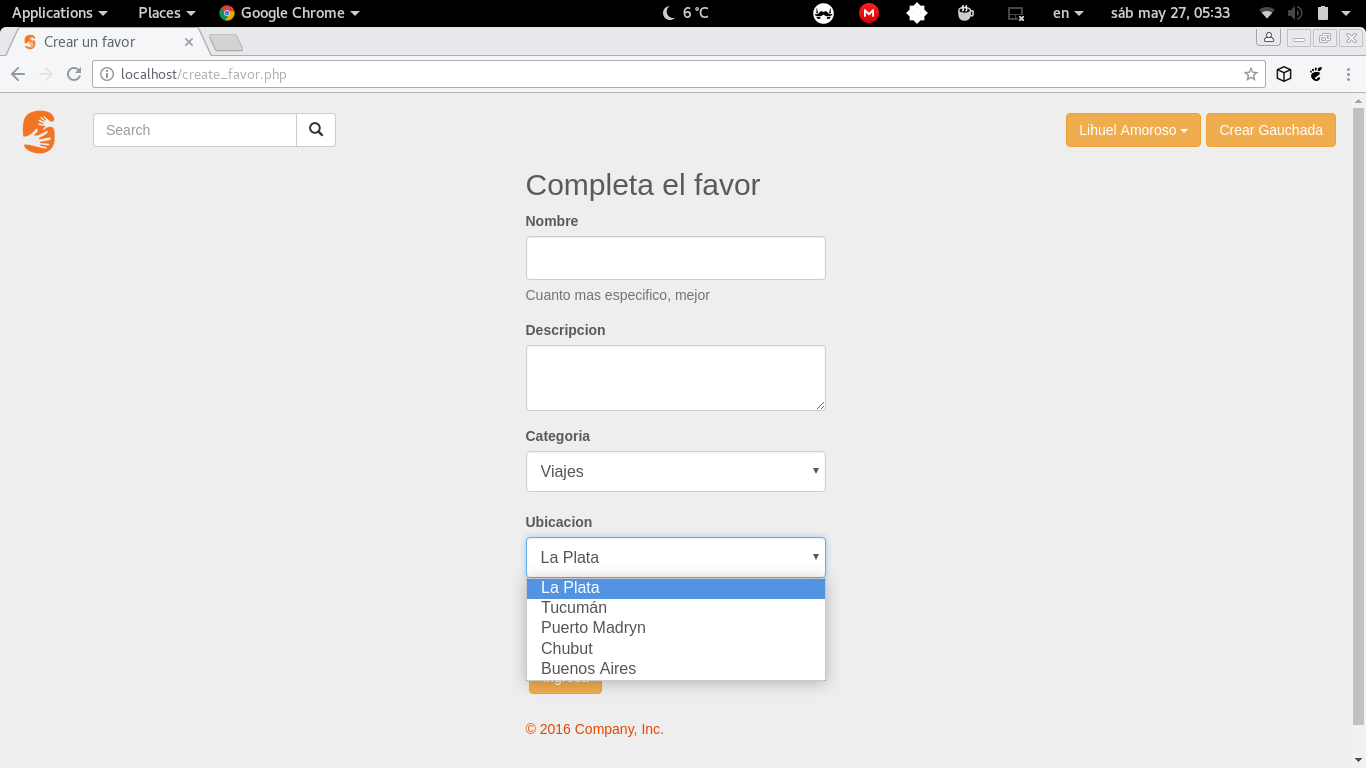 Applications Places Google Chrome 6 °C en sáb may 27, 05:33
Crear un favor
localhost/create_favor.php
Search Lihuel Amoroso Crear Gauchada
Completa el favor
Nombre
Cuanto mas especifico, mejor
Descripcion
Categoria
Viajes
Ubicacion
La Plata
La Plata
Tucumán
Puerto Madryn
Chubut
Buenos Aires
© 2016 Company, Inc.